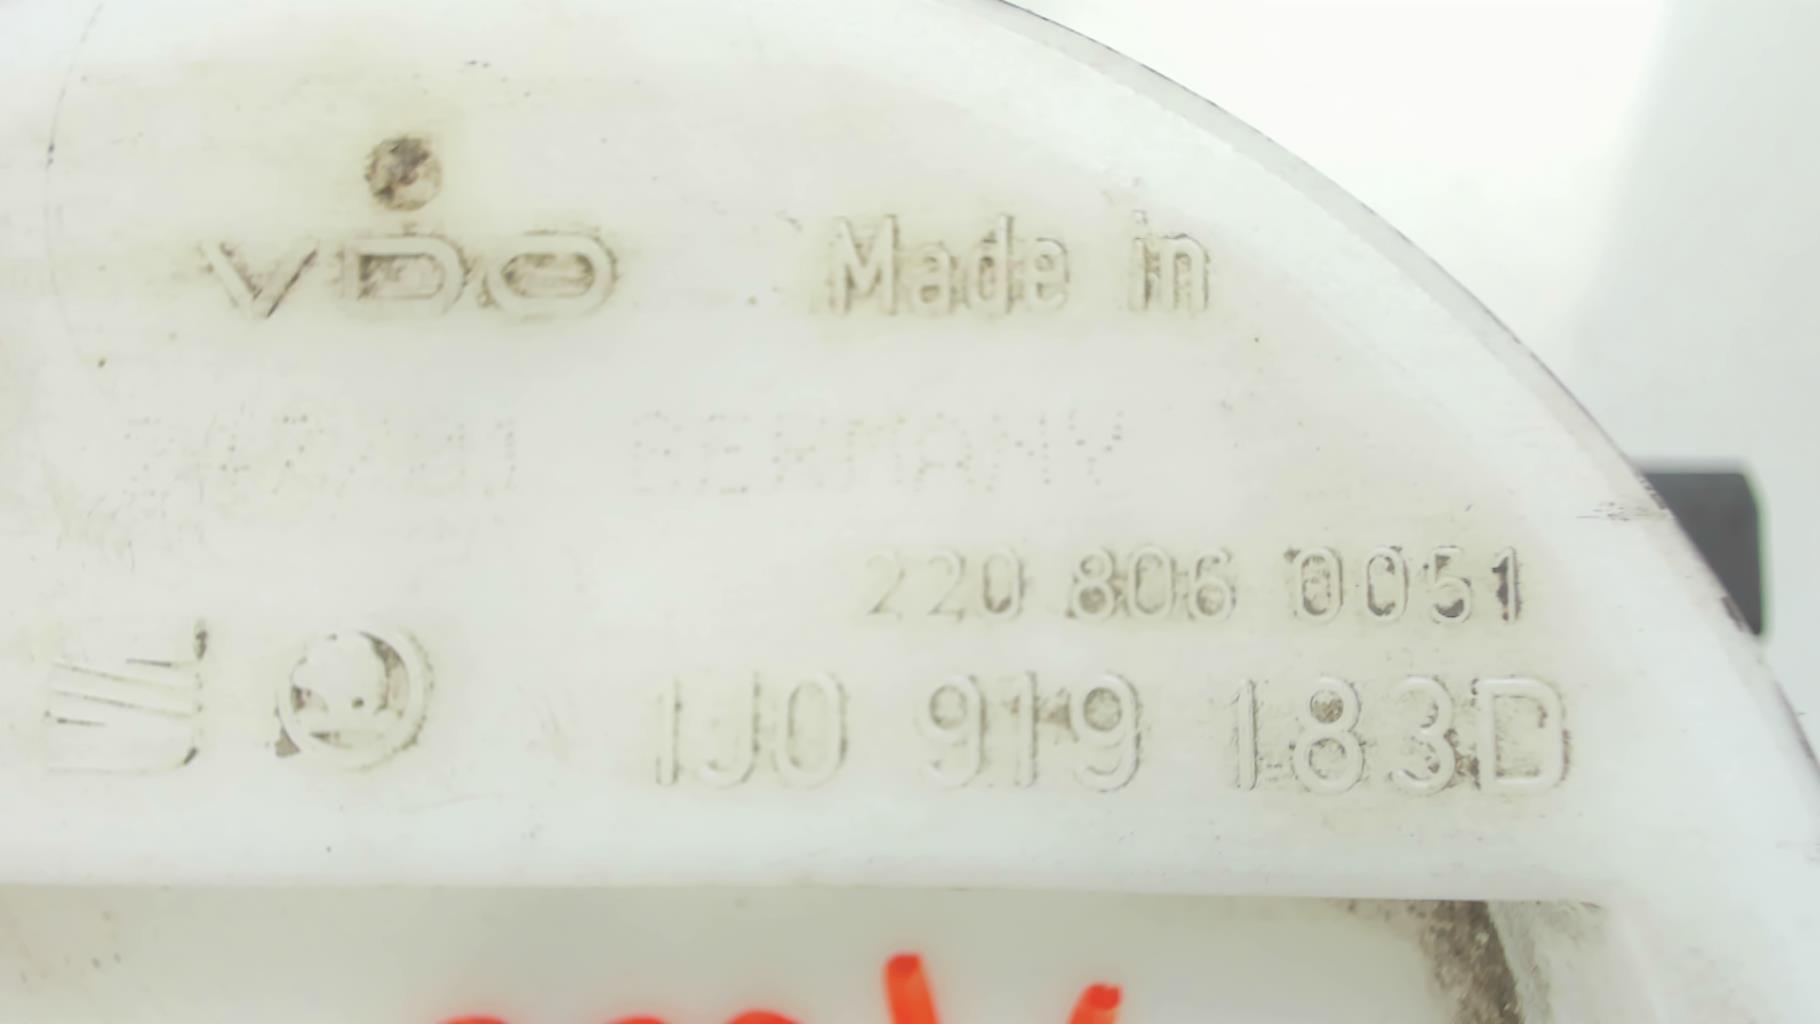 VDO Made in
GERMANY
220 806 0051
1J0 919 183D